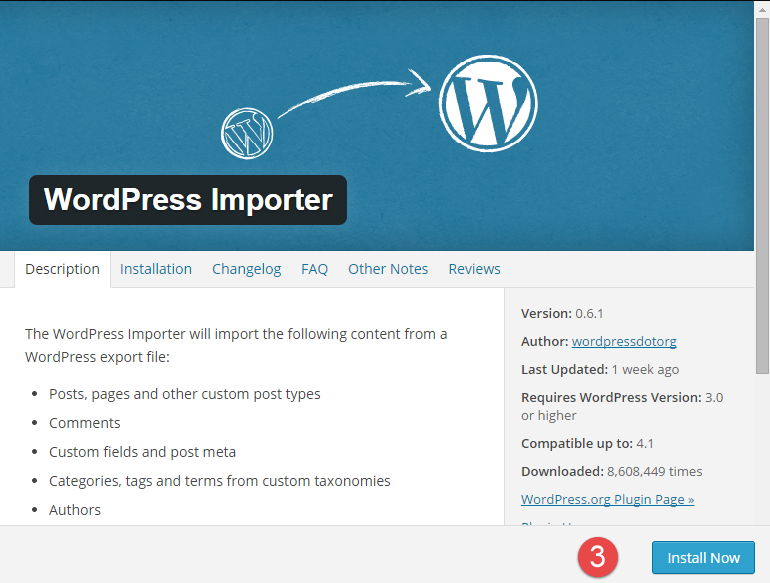 WordPress Importer
Description Installation Changelog FAQ Other Notes Reviews
The WordPress Importer will import the following content from a
WordPress export file:
Posts, pages and other custom post types
Comments
Custom fields and post meta
Categories, tags and terms from custom taxonomies
Authors
Version: 0.6.1
Author: wordpressdotorg
Last Updated: 1 week ago
Requires WordPress Version: 3.0
or higher
Compatible up to: 4.1
Downloaded: 8,608,449 times
WordPress.org Plugin Page »
3
Install Now